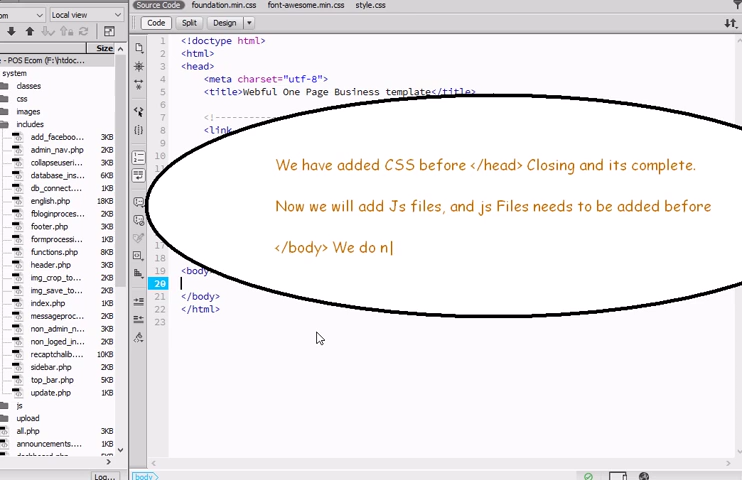 Source Code foundation.min.css font-awesome.min.css style.css
Local view
Code Split Design
Size
- POS Ecom (F:\htdoc...
system
classes
css
images
includes
add_faceboo... 3KB
admin_nav.php 2KB
collapseuseri... 3KB
database_ins... 6KB
db_connect.... 1KB
english.php 18KB
fbloginproces... 2KB
footer.php 3KB
formprocessi... 1KB
functions.php 8KB
header.php 3KB
img_crop_to... 2KB
img_save_to... 2KB
index.php 1KB
messageproc... 2KB
non_admin_n... 3KB
non_loged_in... 2KB
recaptchalib.... 10KB
sidebar.php 2KB
top_bar.php 5KB
update.php 1KB
js
upload
all.php 3KB
announcements.... 4KB
Log...
1 <!doctype html>
2 <html>
3 <head>
4 <meta charset="utf-8">
5 <title>Webful One Page Business template</title>
6
7 <!--
8 <link
9
10
17
18
19 <body>
20
21 </body>
22 </html>
23
We have added CSS before </head> Closing and its complete.
Now we will add Js files, and js Files needs to be added before
</body> We do n
body